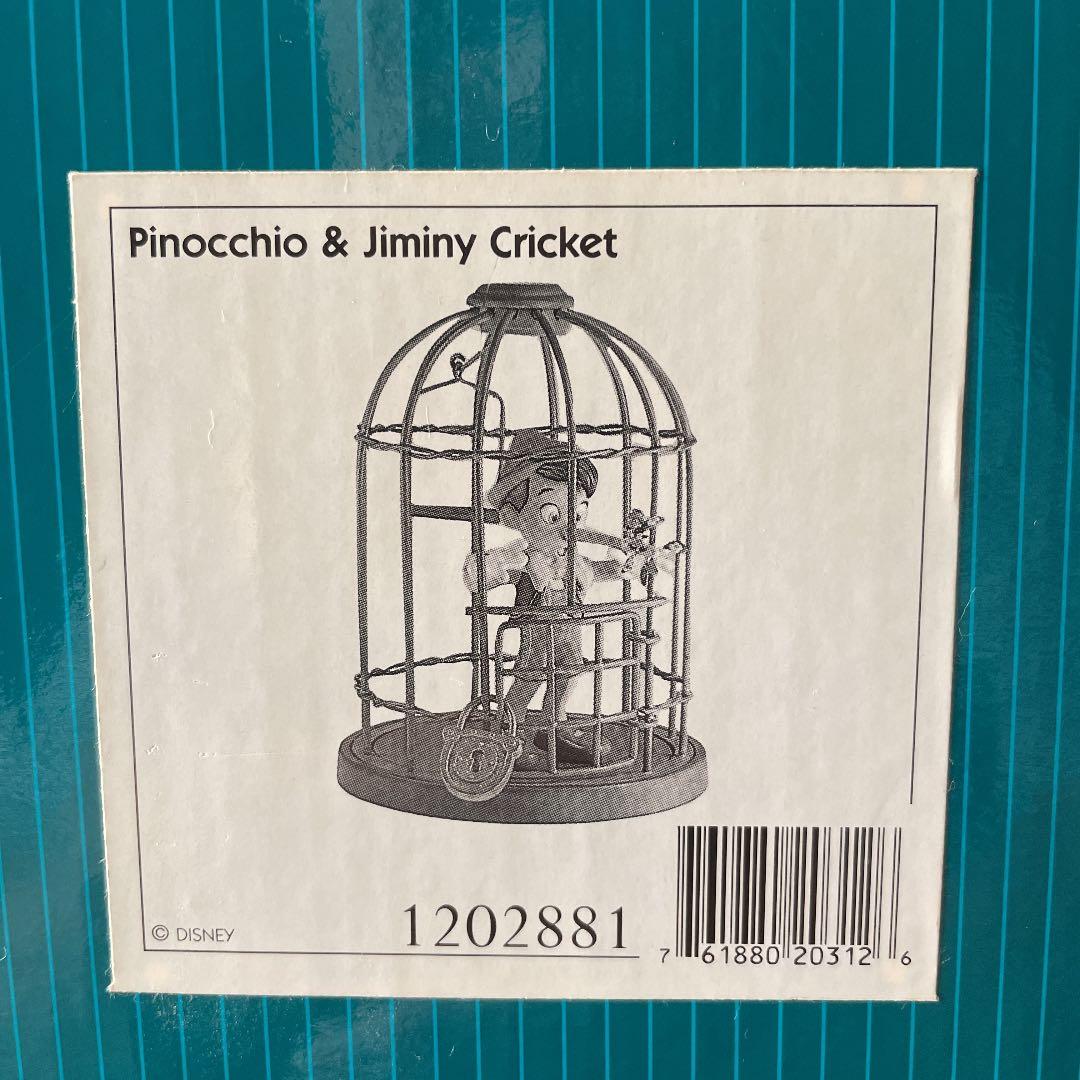 Pinocchio & Jiminy Cricket
© DISNEY
1202881
7 61880 20312 6